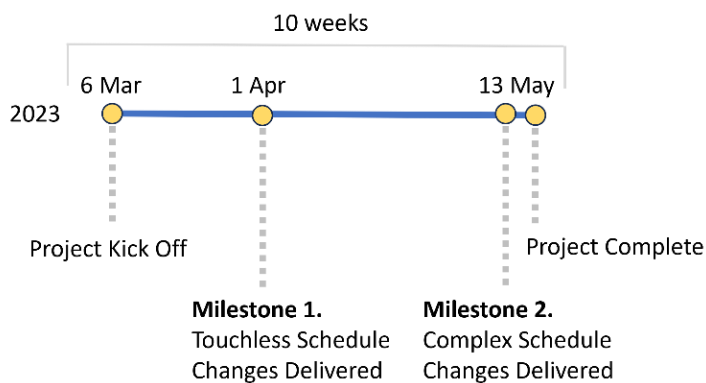 10 weeks
6 Mar
1 Apr
13 May
2023
Project Kick Off
Project Complete
Milestone 1.
Touchless Schedule
Changes Delivered
Milestone 2.
Complex Schedule
Changes Delivered